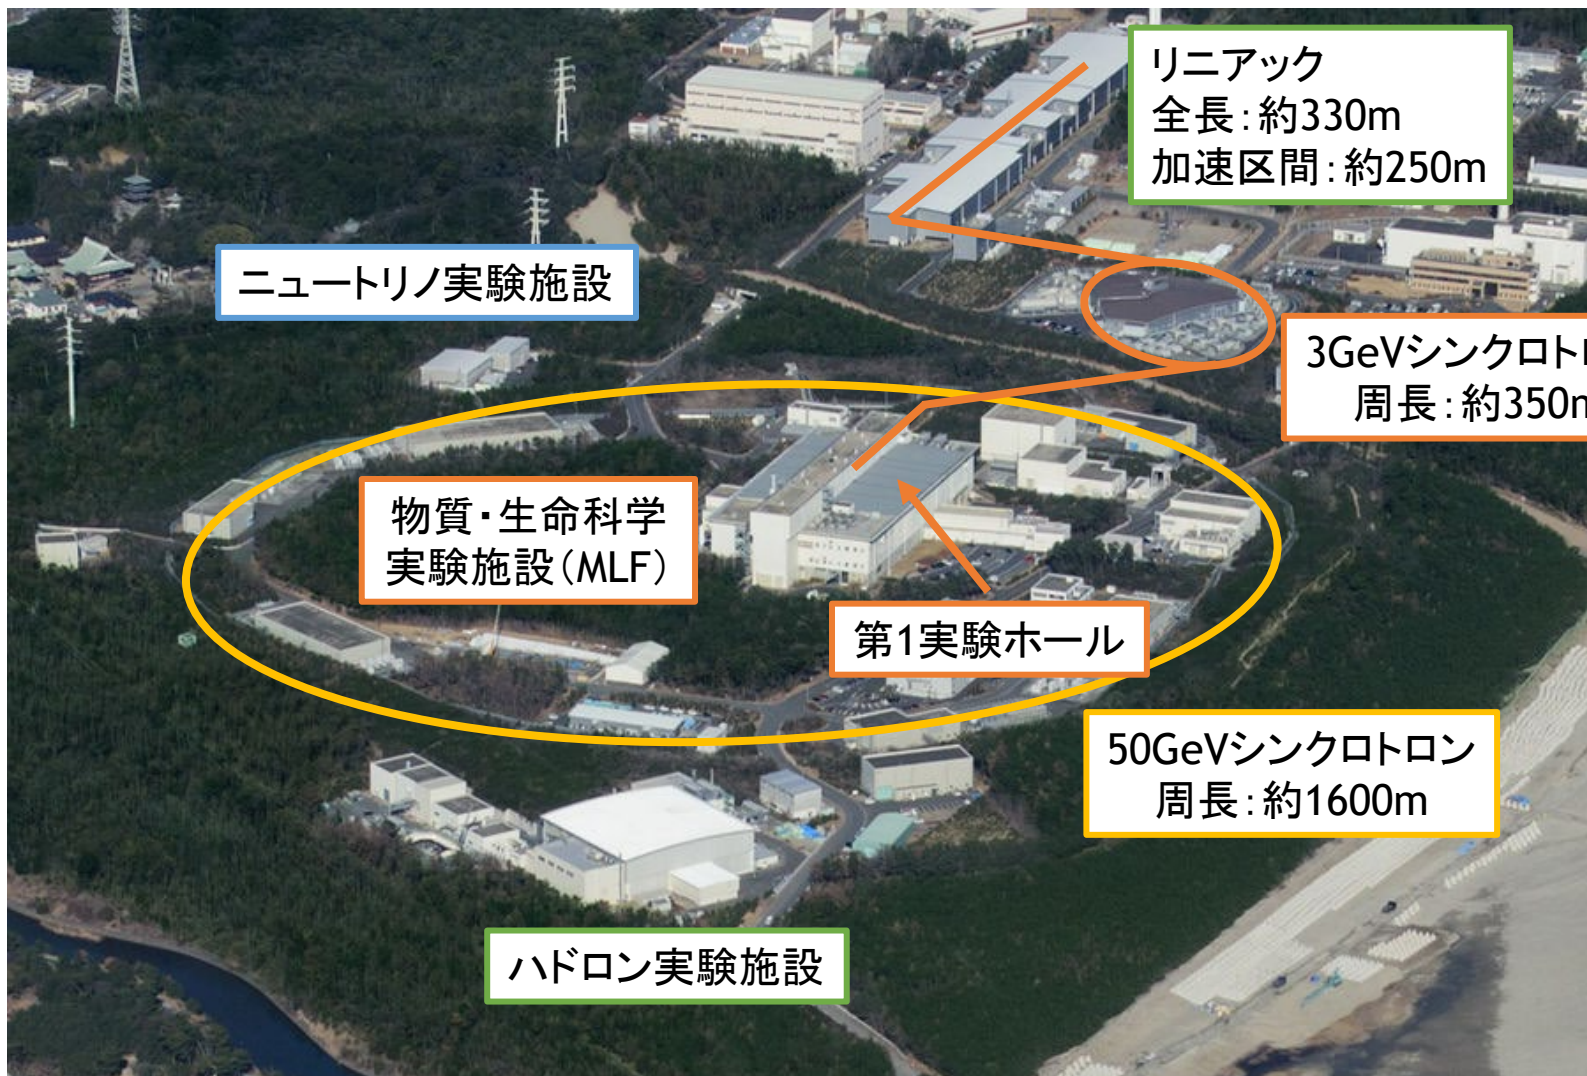 リニアック
全長：約330m
加速区間：約250m
ニュートリノ実験施設
3GeVシンクロト
周長：約350
物質・生命科学
実験施設（MLF）
第1実験ホール
50GeVシンクロトロン
周長：約1600m
ハドロン実験施設